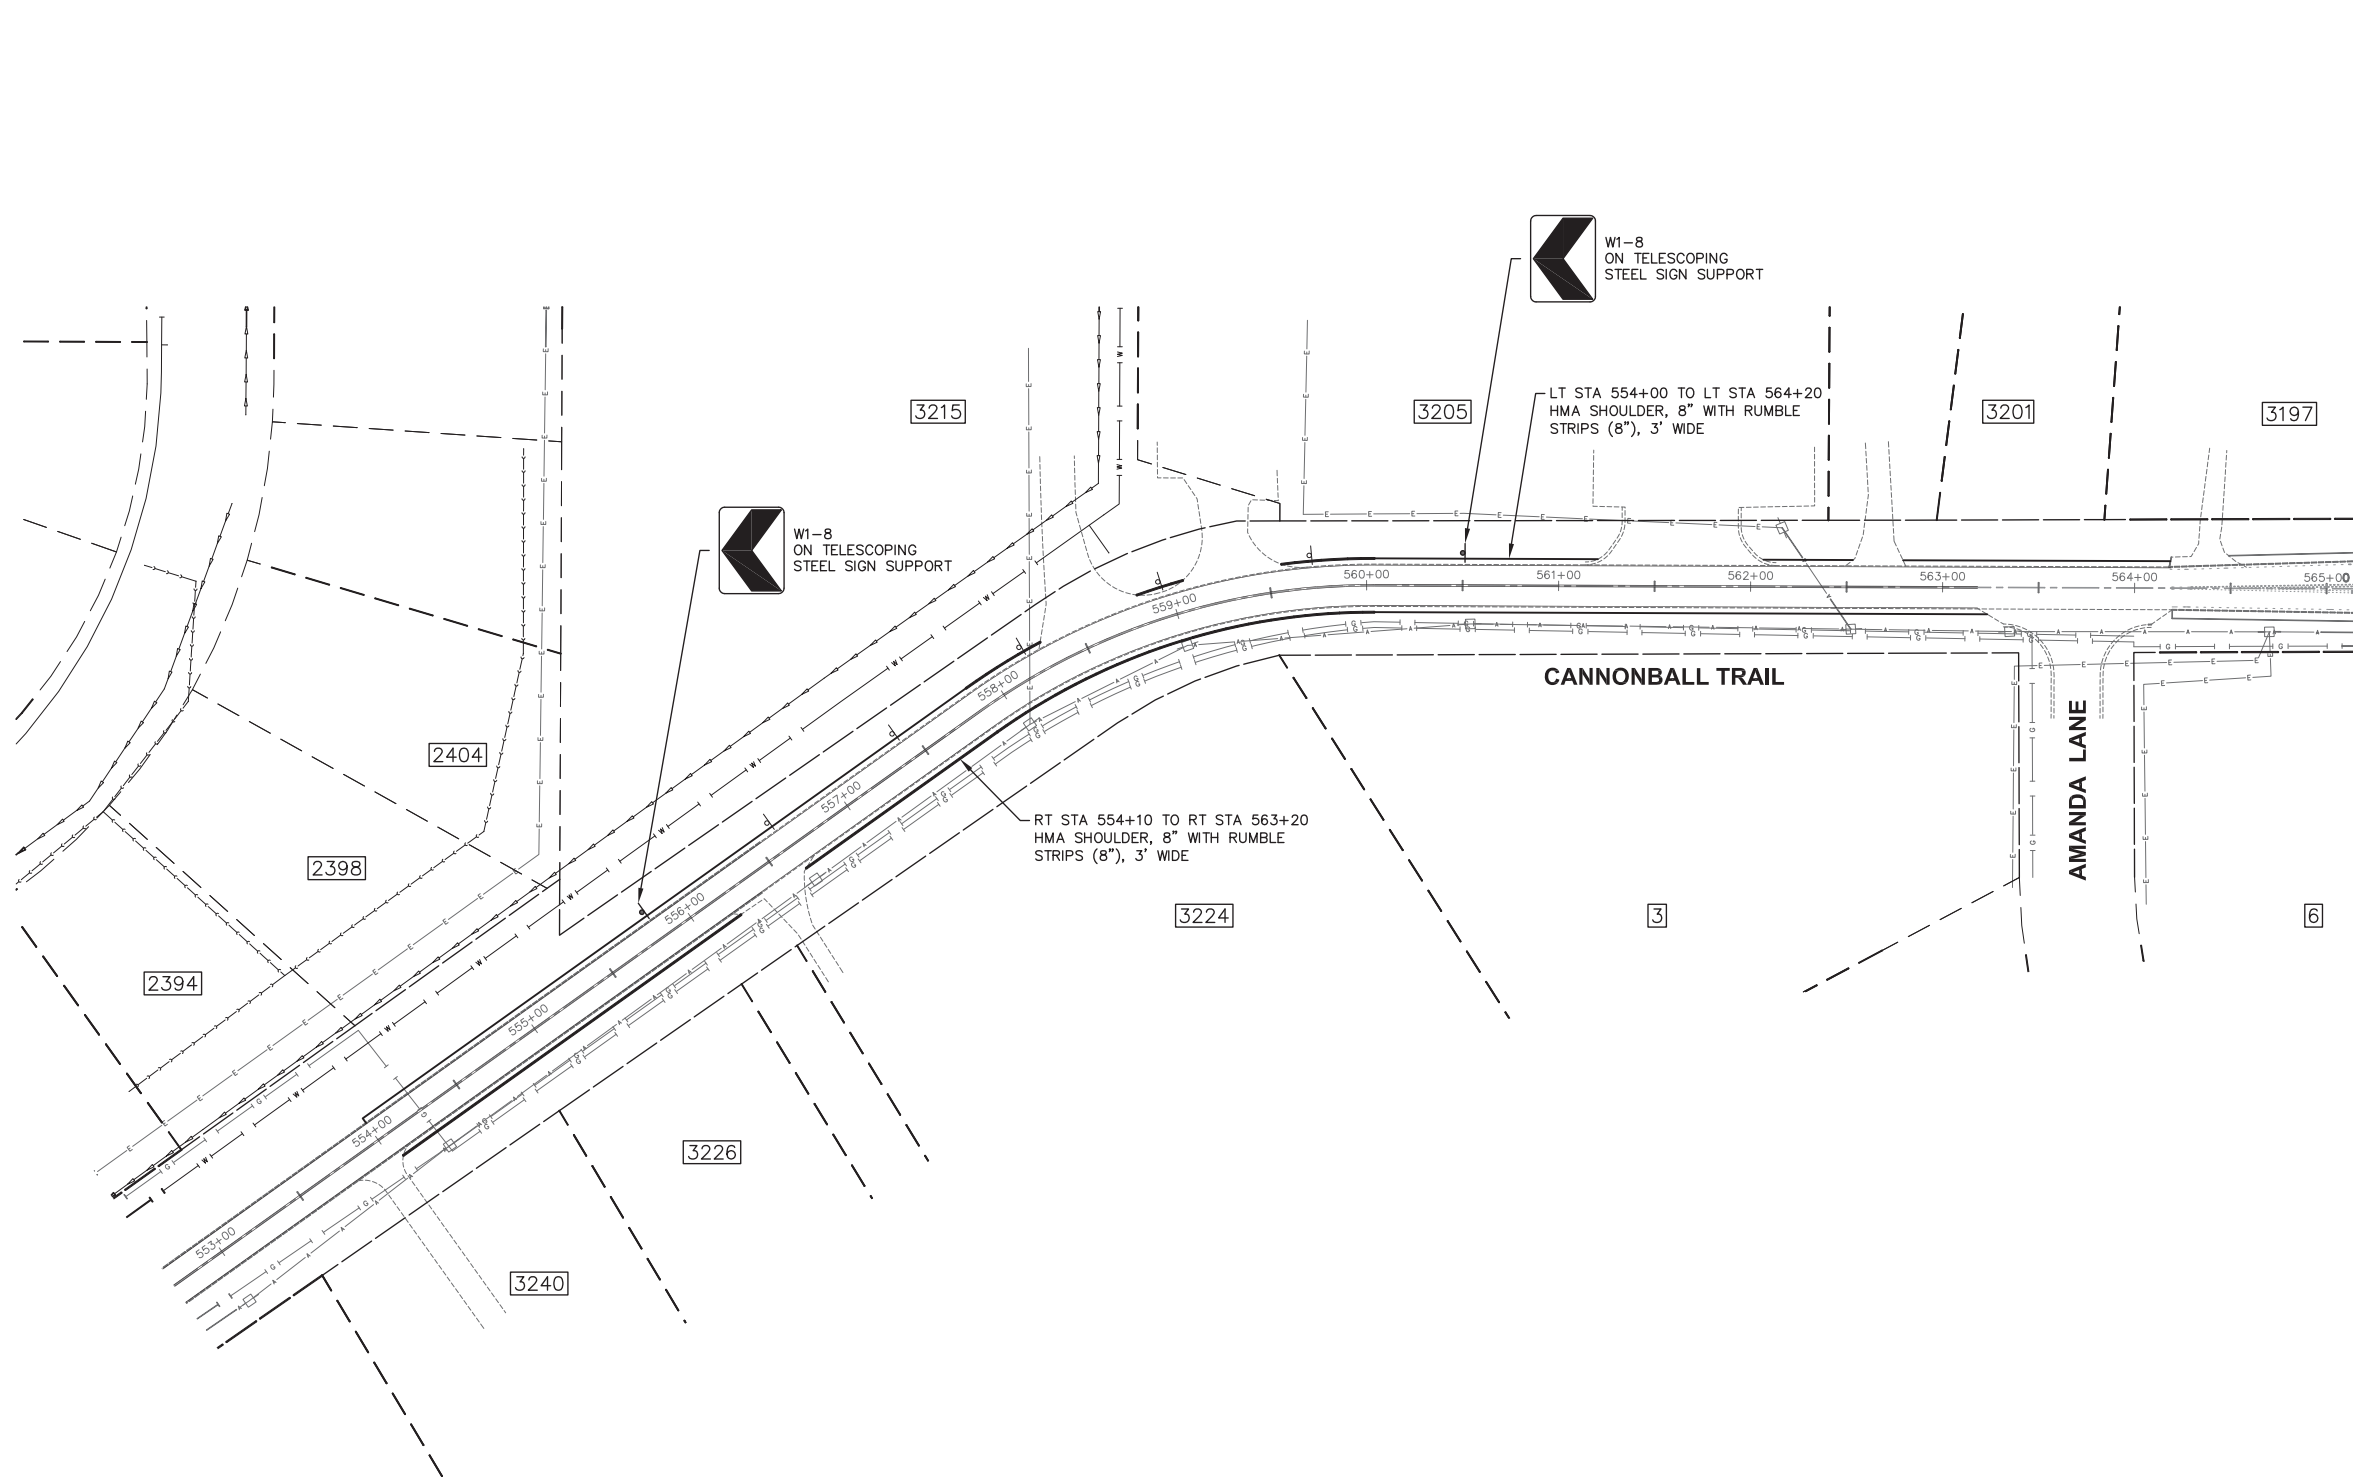 W1-8
ON TELESCOPING
STEEL SIGN SUPPORT
LT STA 554+00 TO LT STA 564+20
HMA SHOULDER, 8" WITH RUMBLE
STRIPS (8"), 3' WIDE
3215
3205
3201
3197
W1-8
ON TELESCOPING
STEEL SIGN SUPPORT
560+00
561+00
562+00
563+00
564+00
565+00
559+00
558+00
557+00
556+00
555+00
554+00
553+00
CANNONBALL TRAIL
AMANDA LANE
2404
2398
2394
RT STA 554+10 TO RT STA 563+20
HMA SHOULDER, 8" WITH RUMBLE
STRIPS (8"), 3' WIDE
3224
3
6
3226
3240